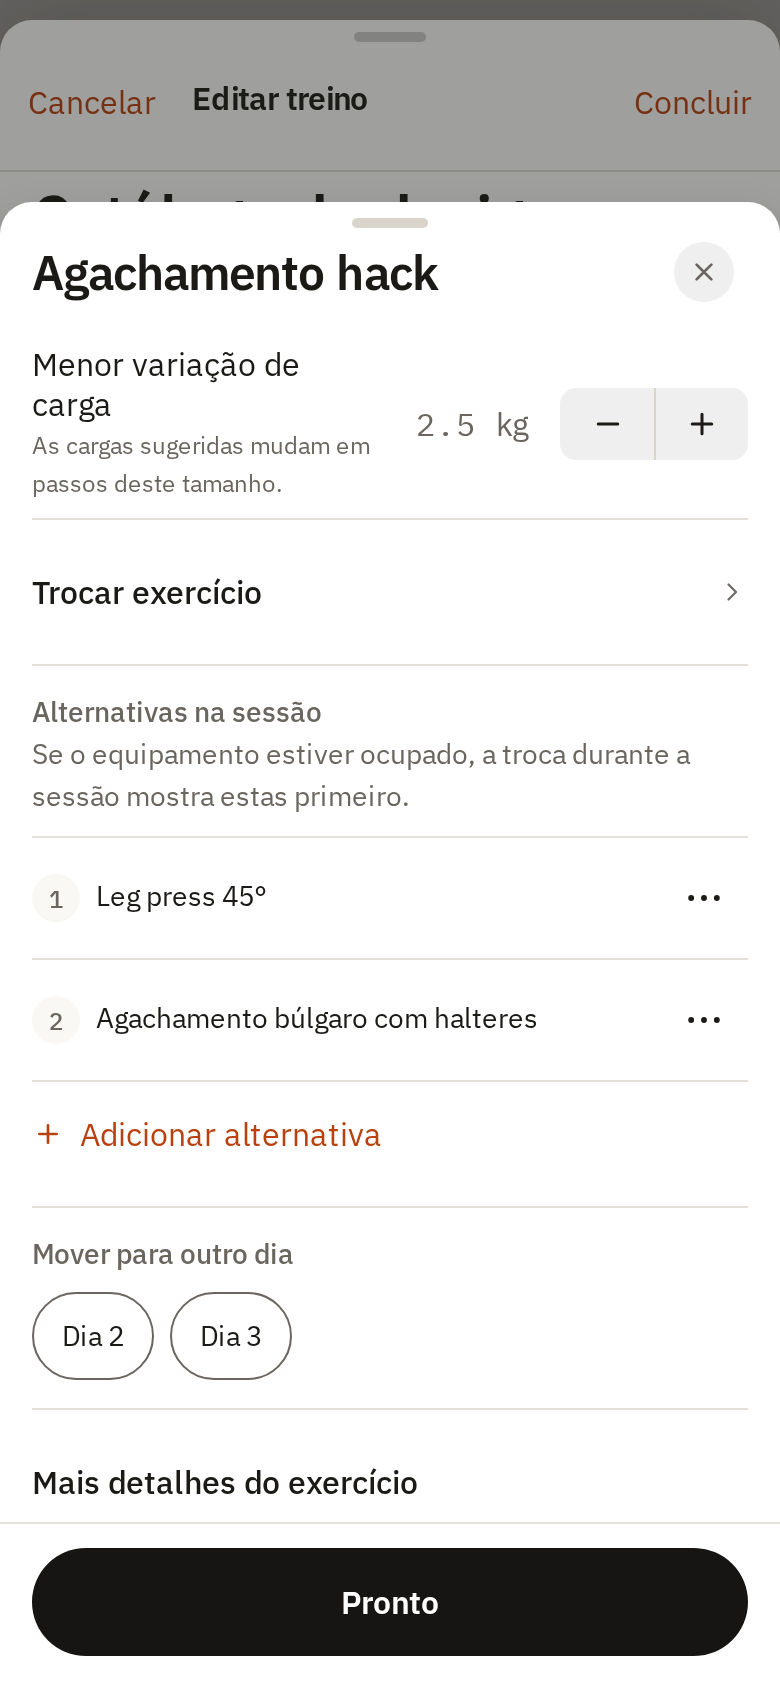 Cancelar
Editar treino
Concluir
Agachamento hack
Menor variação de
carga
As cargas sugeridas mudam em
passos deste tamanho.
2.5 kg
Trocar exercício
Alternativas na sessão
Se o equipamento estiver ocupado, a troca durante a
sessão mostra estas primeiro.
1 Leg press 45°
2 Agachamento búlgaro com halteres
+ Adicionar alternativa
Mover para outro dia
Dia 2
Dia 3
Mais detalhes do exercício
Pronto